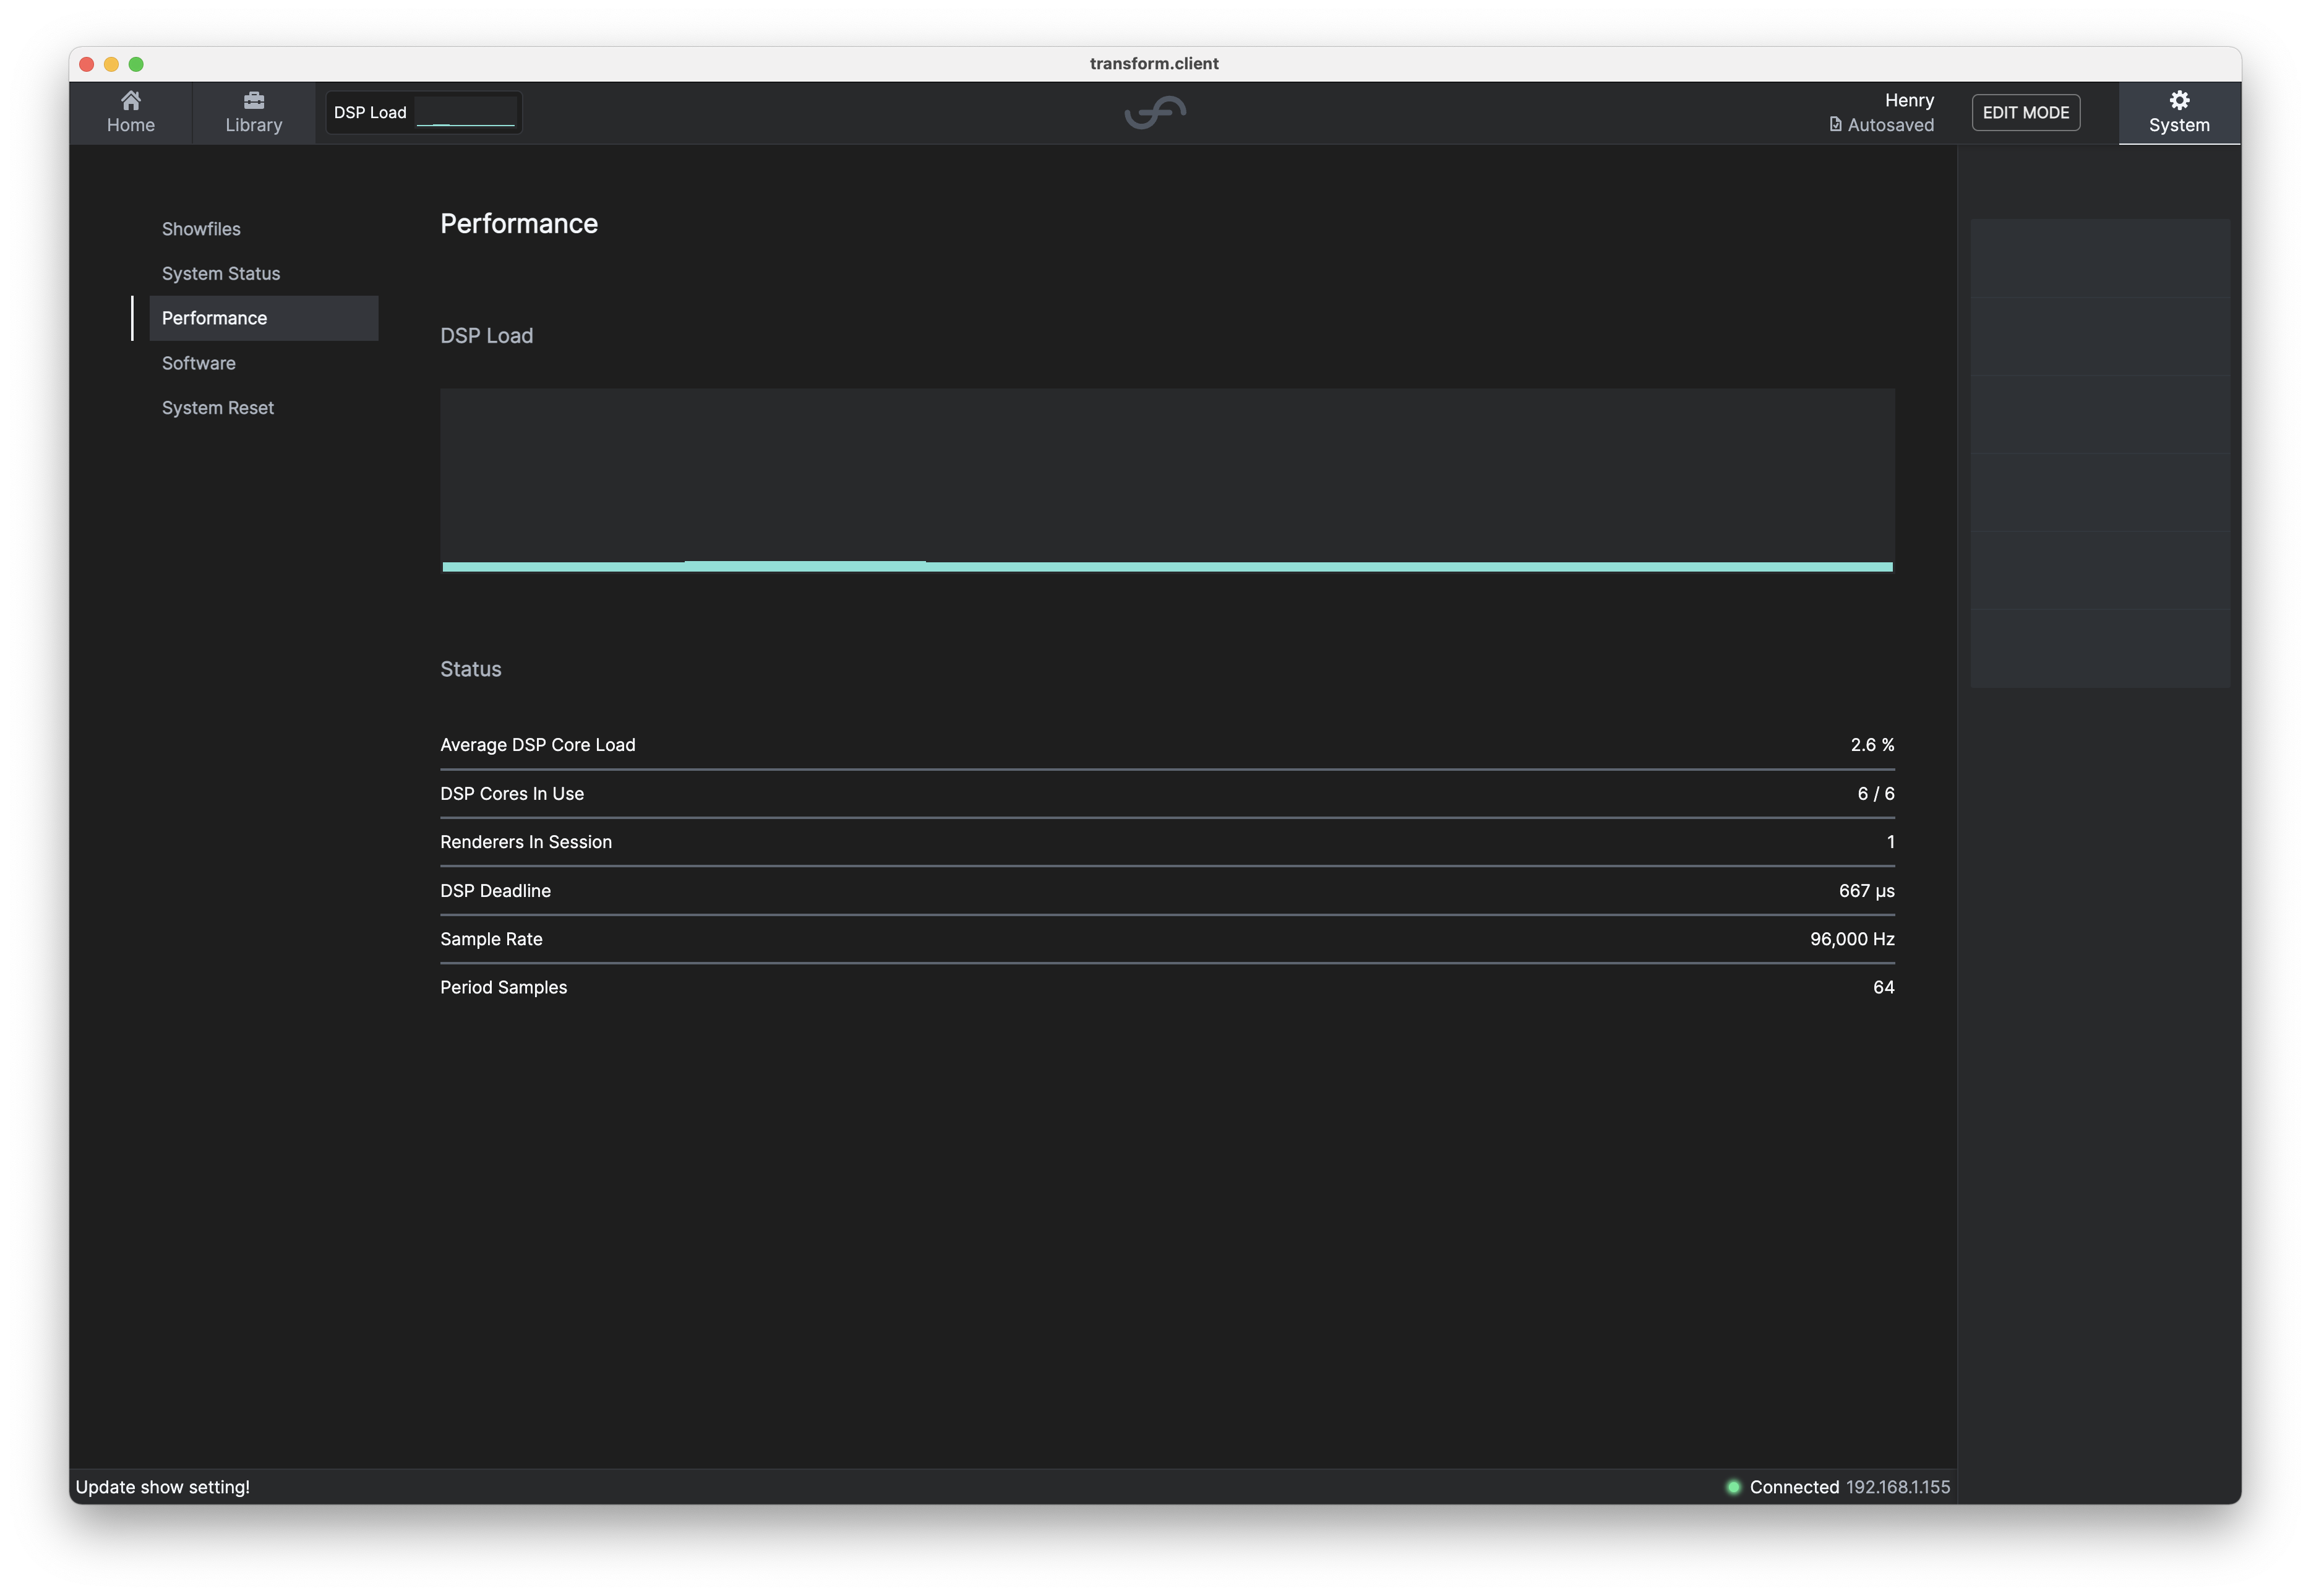 transform.client
Home
Library
DSP Load
Henry
Autosaved
EDIT MODE
System
Showfiles
System Status
Performance
Software
System Reset
Performance
DSP Load
Status
Average DSP Core Load 2.6 %
DSP Cores In Use 6 / 6
Renderers In Session 1
DSP Deadline 667 µs
Sample Rate 96,000 Hz
Period Samples 64
Update show setting!
Connected 192.168.1.155